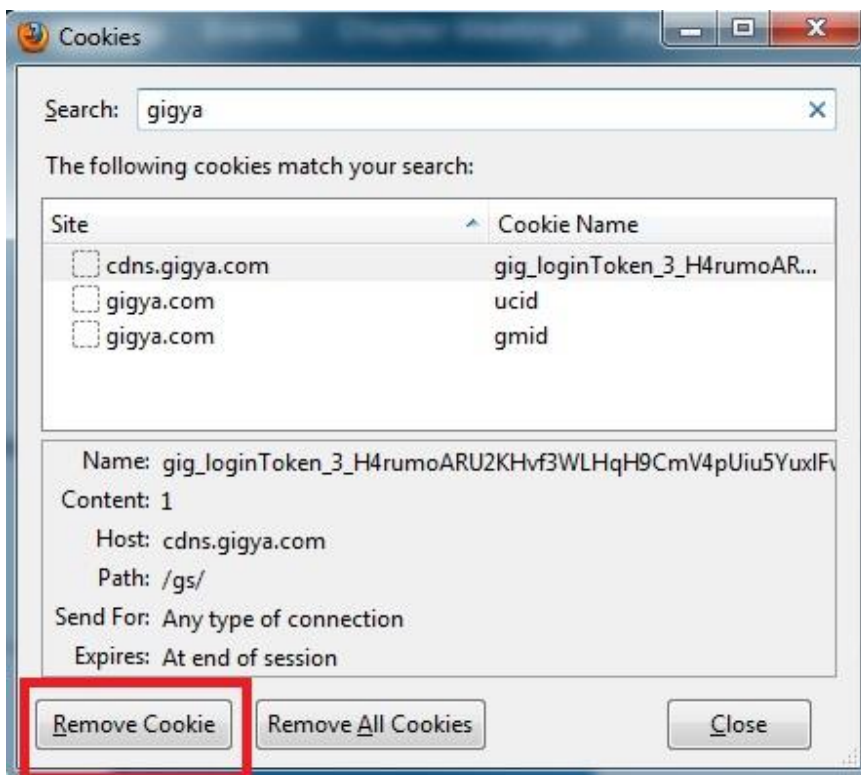 Cookies
Search: gigya
The following cookies match your search:
Site Cookie Name
cdns.gigya.com gig_loginToken_3_H4rumoAR...
gigya.com ucid
gigya.com gmid
Name: gig_loginToken_3_H4rumoARU2KHvf3WLHqH9CmV4pUiu5YuxlFv
Content: 1
Host: cdns.gigya.com
Path: /gs/
Send For: Any type of connection
Expires: At end of session
Remove Cookie Remove All Cookies Close